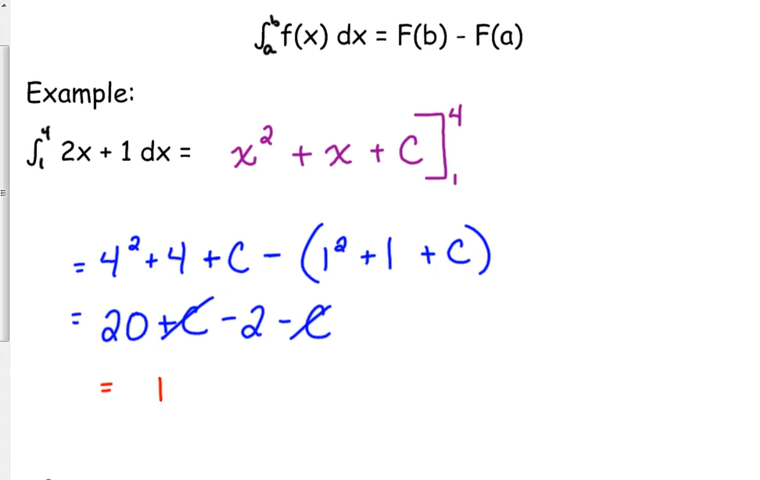 ∫ₐᵇ f(x) dx = F(b) - F(a)
Example:
∫₁⁴ 2x + 1 dx = x² + x + C]₁⁴
= 4² + 4 + C - (1² + 1 + C)
= 20 + C - 2 - C
= 1